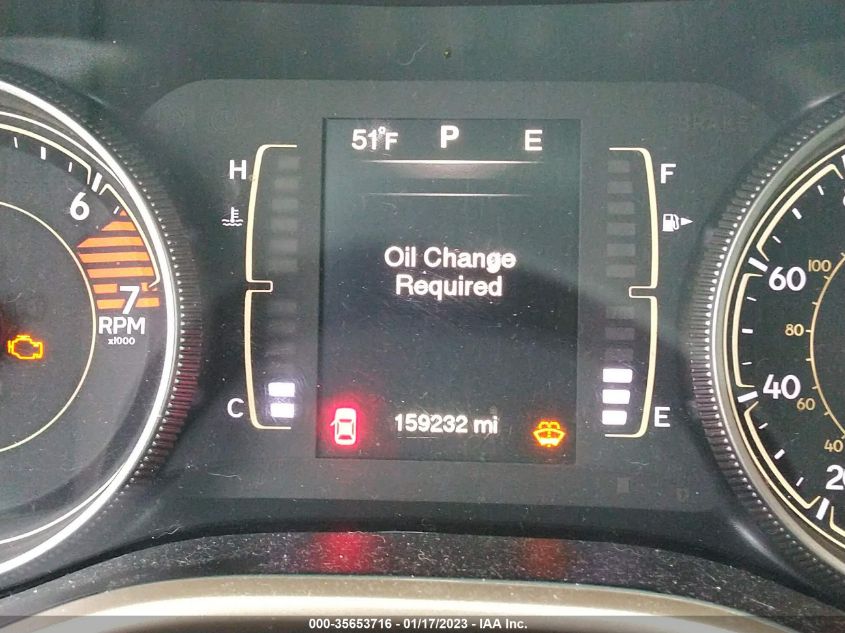 51°F P E
H F
6
Oil Change
Required
7
RPM
x1000
60 100
80
40
60
C E
159232 mi
40
20
000-35653716 - 01/17/2023 - IAA Inc.